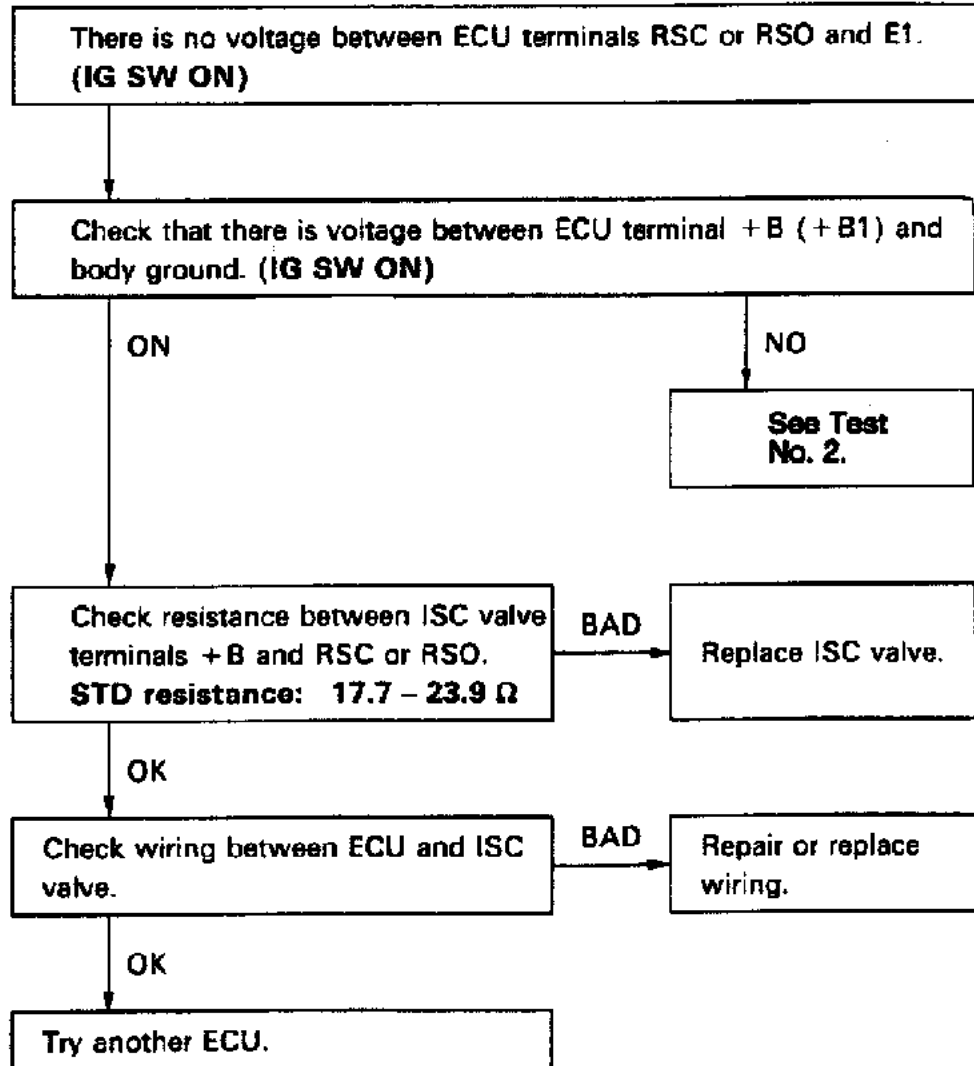 There is no voltage between ECU terminals RSC or RSO and E1.
(IG SW ON)
Check that there is voltage between ECU terminal +B (+B1) and
body ground. (IG SW ON)
ON
NO
See Test
No. 2.
Check resistance between ISC valve
terminals +B and RSC or RSO.
STD resistance: 17.7 – 23.9 Ω
BAD
Replace ISC valve.
OK
Check wiring between ECU and ISC
valve.
BAD
Repair or replace
wiring.
OK
Try another ECU.